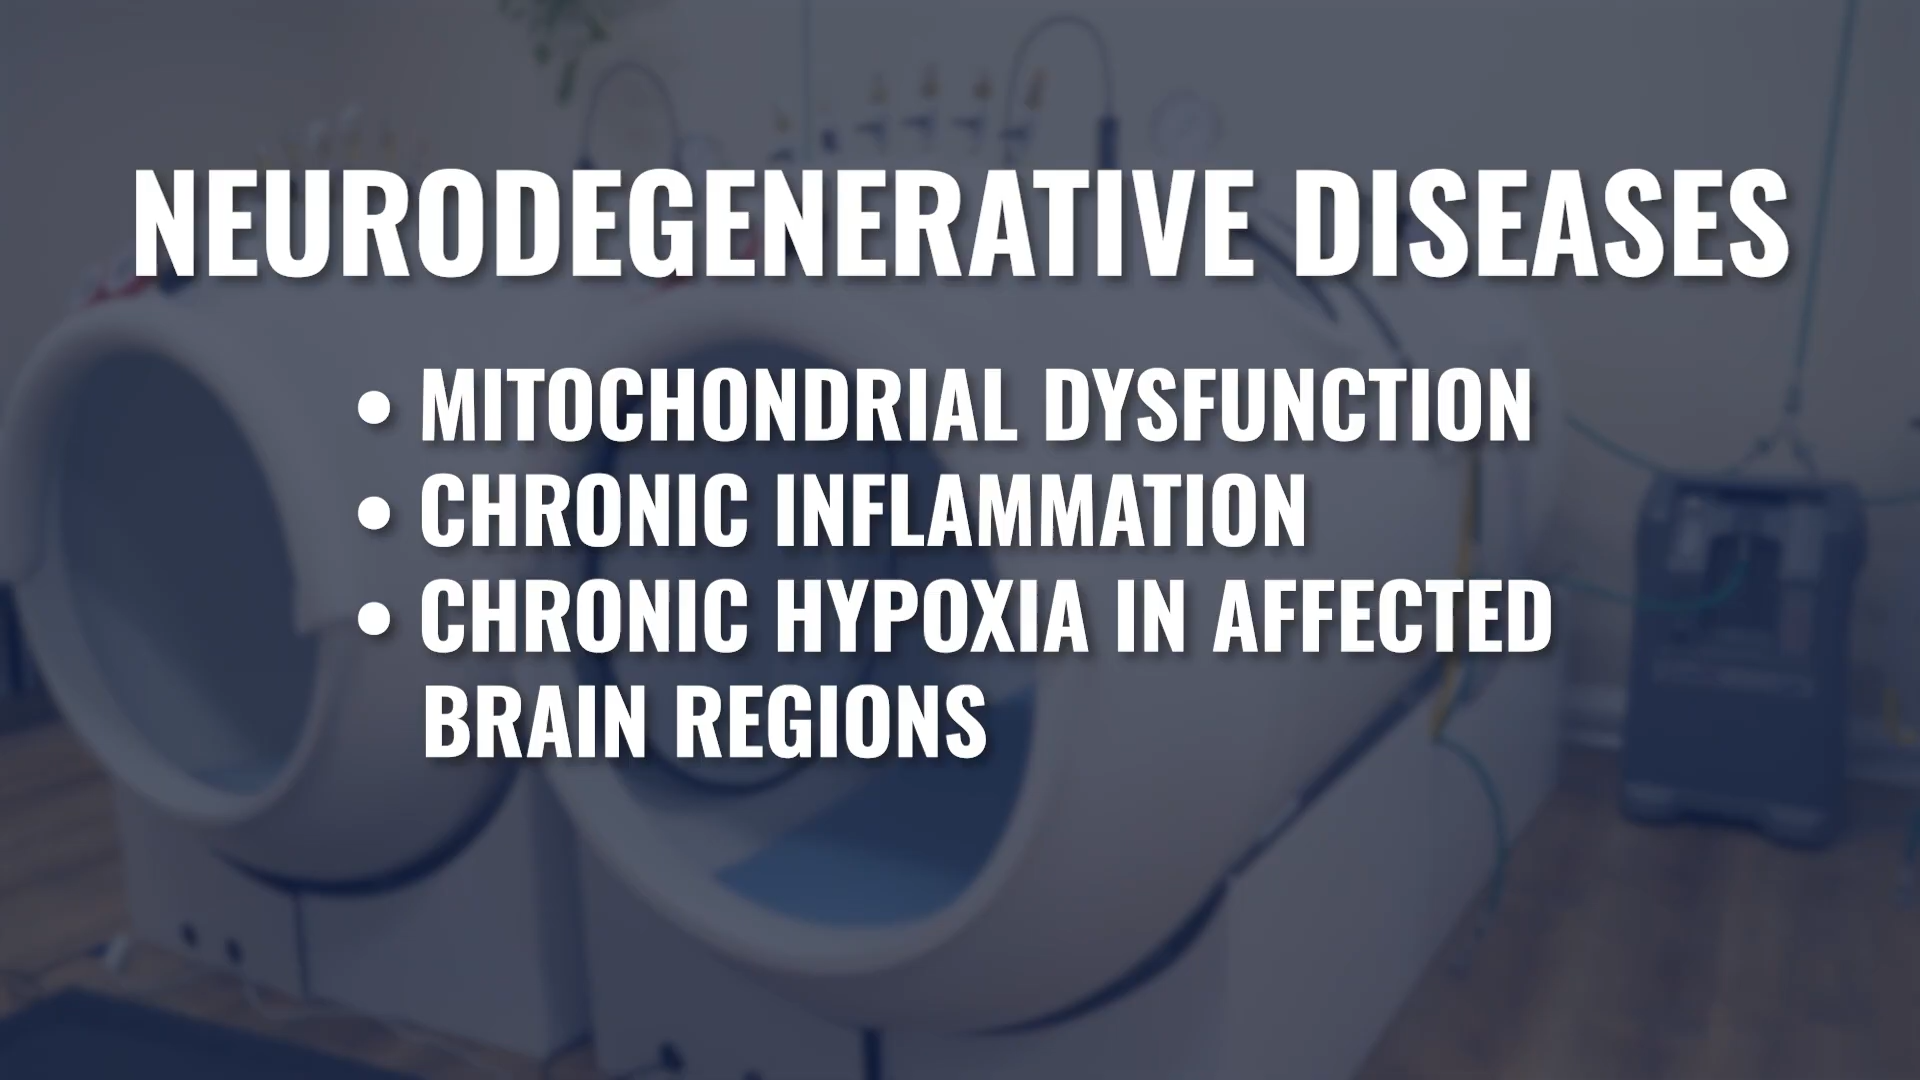 NEURODEGENERATIVE DISEASES
• MITOCHONDRIAL DYSFUNCTION
• CHRONIC INFLAMMATION
• CHRONIC HYPOXIA IN AFFECTED
BRAIN REGIONS